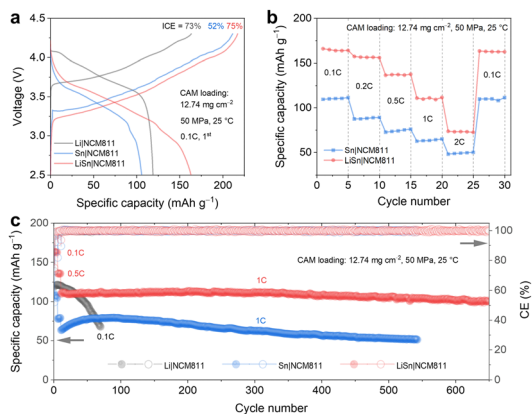 a
ICE = 73% 52% 75%
CAM loading:
12.74 mg cm⁻²
50 MPa, 25 °C
0.1C, 1ˢᵗ
Li|NCM811
Sn|NCM811
LiSn|NCM811
4.5
4.0
3.5
3.0
2.5
Voltage (V)
0 50 100 150 200
Specific capacity (mAh g⁻¹)
b
CAM loading: 12.74 mg cm⁻², 50 MPa, 25 °C
0.1C
0.2C
0.5C
1C
2C
0.1C
Sn|NCM811
LiSn|NCM811
200
150
100
50
Specific capacity (mAh g⁻¹)
0 5 10 15 20 25 30
Cycle number
c
0.1C
0.5C
CAM loading: 12.74 mg cm⁻², 50 MPa, 25 °C
1C
1C
0.1C
Li|NCM811
Sn|NCM811
LiSn|NCM811
200
175
150
125
100
75
50
25
0
Specific capacity (mAh g⁻¹)
100
80
60
40
20
0
CE (%)
0 100 200 300 400 500 600
Cycle number